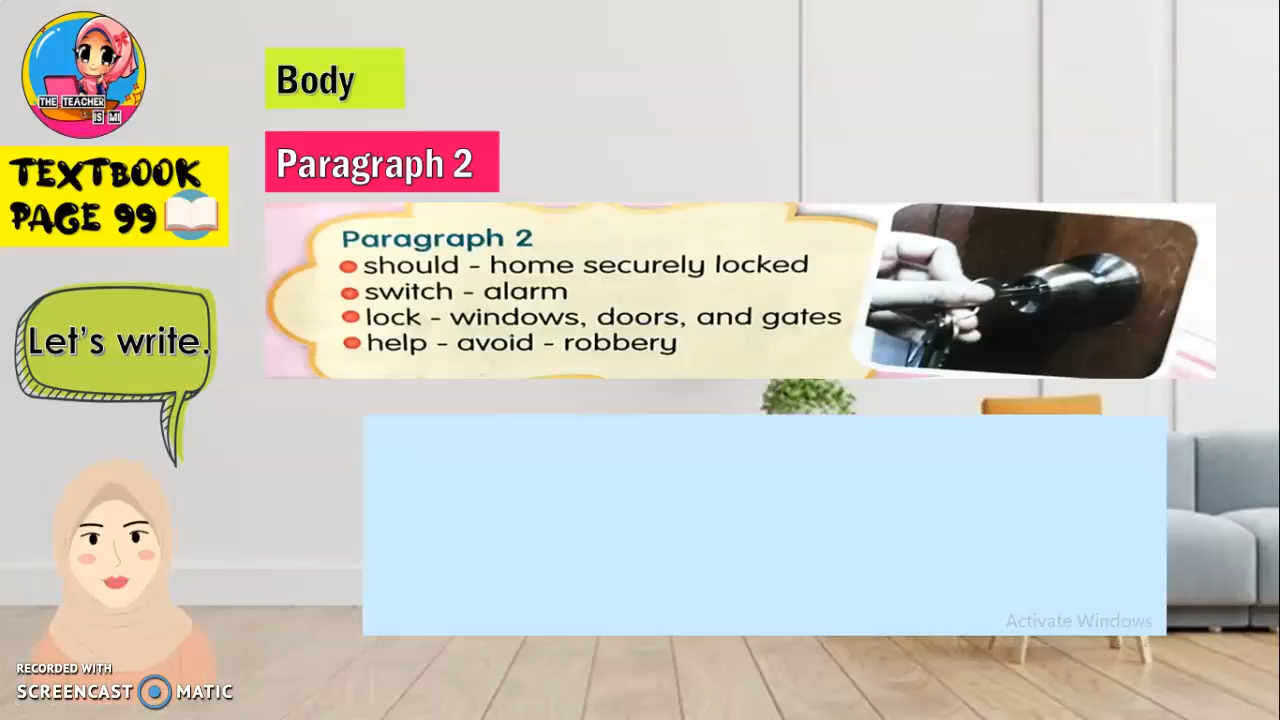 THE TEACHER
IS MI
TEXTBOOK
PAGE 99
Let's write.
Body
Paragraph 2
Paragraph 2
should - home securely locked
switch - alarm
lock - windows, doors, and gates
help - avoid - robbery
Activate Windows
RECORDED WITH
SCREENCAST MATIC